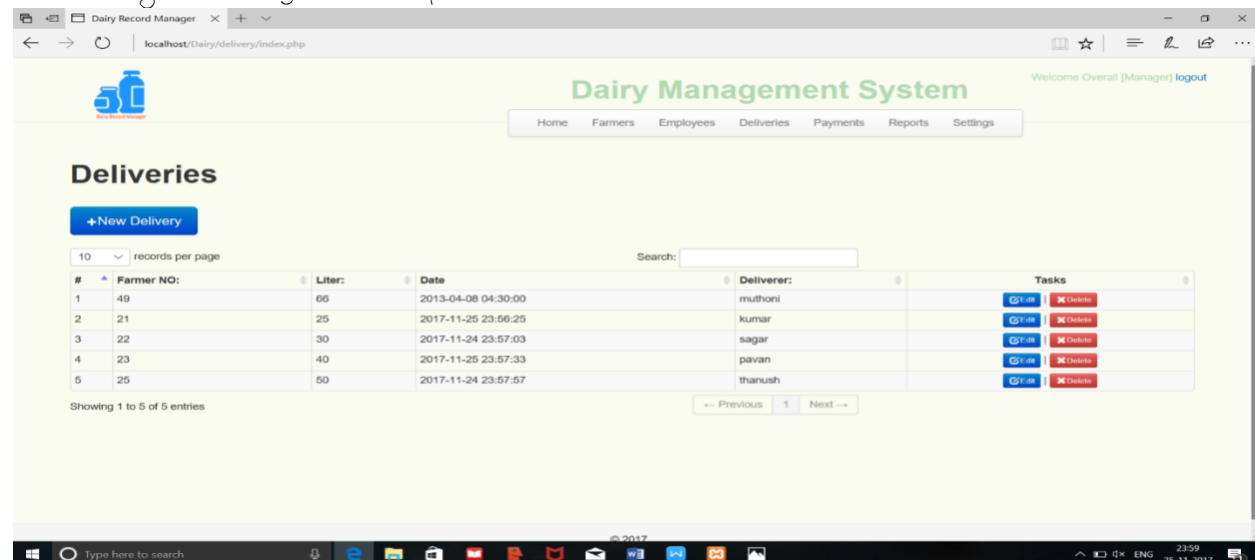 Dairy Record Manager
localhost/Dairy/delivery/index.php
Dairy Record Manager
Dairy Management System
Welcome Overall [Manager] logout
Home Farmers Employees Deliveries Payments Reports Settings
Deliveries
+New Delivery
10 records per page Search:
# Farmer NO: Liter: Date Deliverer: Tasks
1 49 66 2013-04-08 04:30:00 muthoni Edit | Delete
2 21 25 2017-11-25 23:56:25 kumar Edit | Delete
3 22 30 2017-11-24 23:57:03 sagar Edit | Delete
4 23 40 2017-11-25 23:57:33 pavan Edit | Delete
5 25 50 2017-11-24 23:57:57 thanush Edit | Delete
Showing 1 to 5 of 5 entries ← Previous 1 Next →
© 2017
Type here to search ENG 23:59
25-11-2017